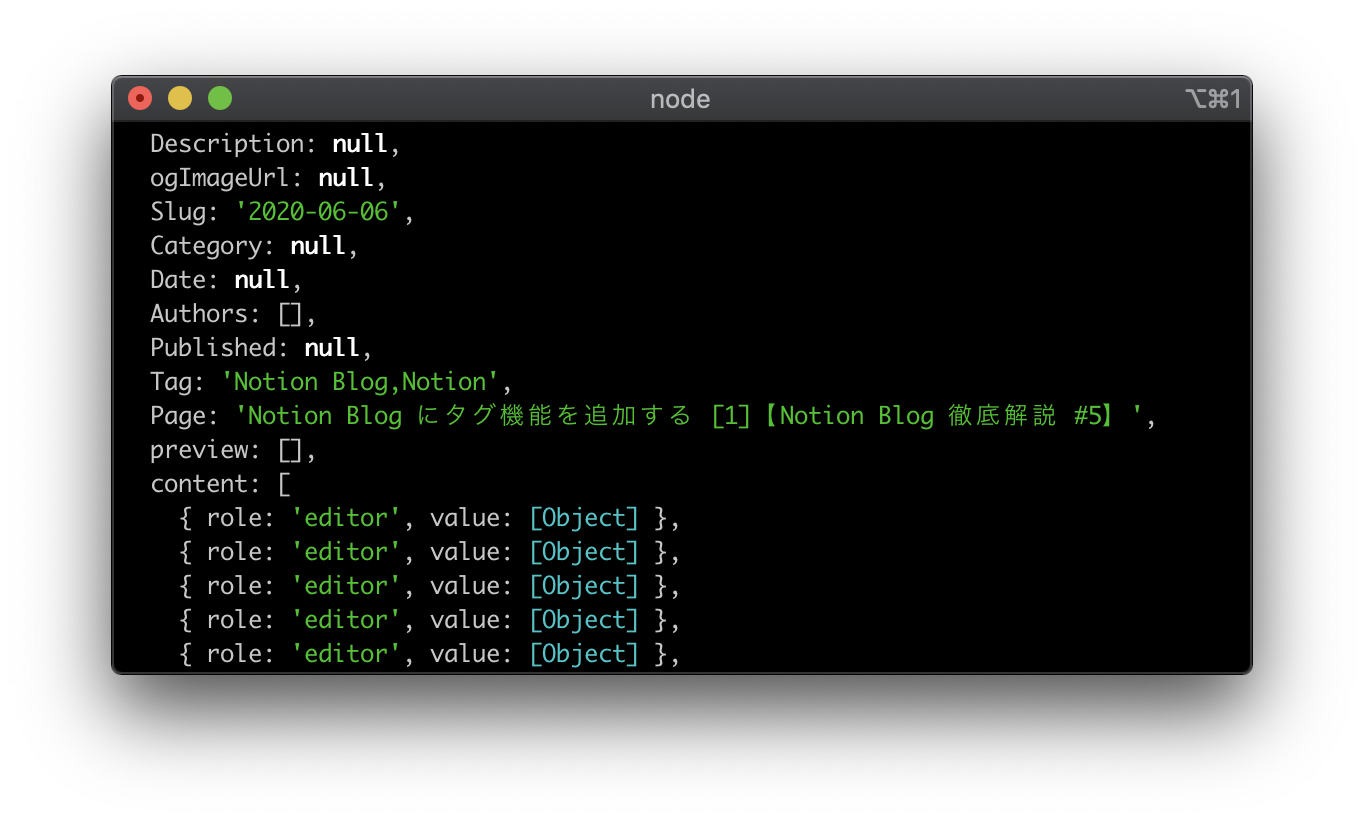 node
⌥⌘1
Description: null,
ogImageUrl: null,
Slug: '2020-06-06',
Category: null,
Date: null,
Authors: [],
Published: null,
Tag: 'Notion Blog,Notion',
Page: 'Notion Blog にタグ機能を追加する [1]【Notion Blog 徹底解説 #5】 ',
preview: [],
content: [
{ role: 'editor', value: [Object] },
{ role: 'editor', value: [Object] },
{ role: 'editor', value: [Object] },
{ role: 'editor', value: [Object] },
{ role: 'editor', value: [Object] },